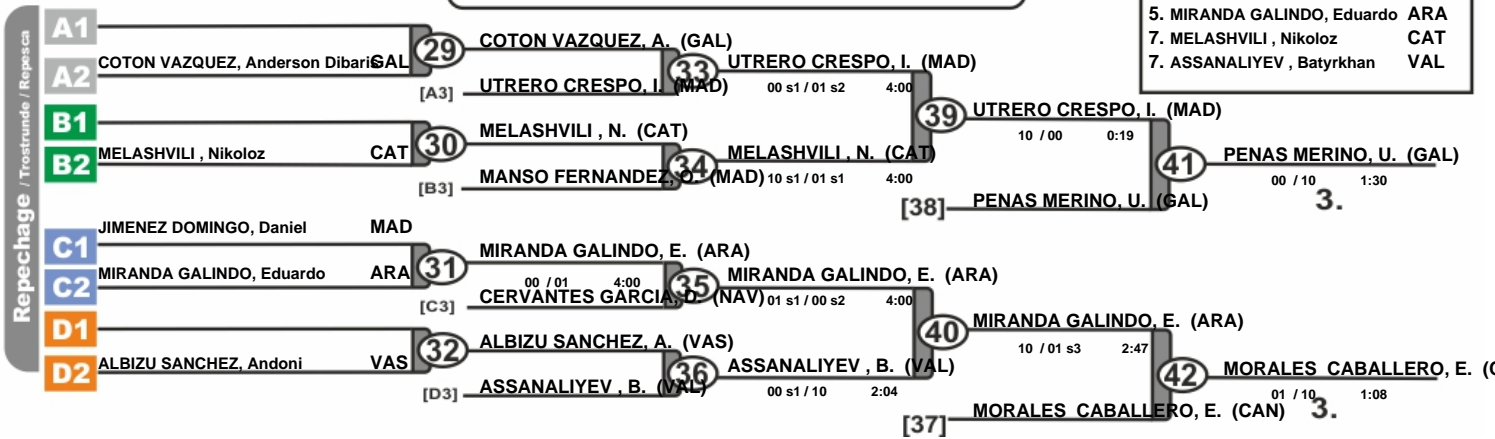 Repechage / Trostrunde / Repesca
A1
A2
COTON VAZQUEZ, Anderson Dibaris GAL
B1
B2
MELASHVILI , Nikoloz CAT
C1
JIMENEZ DOMINGO, Daniel MAD
C2
MIRANDA GALINDO, Eduardo ARA
D1
D2
ALBIZU SANCHEZ, Andoni VAS
29
COTON VAZQUEZ, A. (GAL)
[A3] UTRERO CRESPO, I. (MAD)
30
MELASHVILI , N. (CAT)
[B3] MANSO FERNANDEZ, O. (MAD)
31
MIRANDA GALINDO, E. (ARA)
00 / 01 4:00
[C3] CERVANTES GARCIA, D. (NAV)
32
ALBIZU SANCHEZ, A. (VAS)
[D3] ASSANALIYEV , B. (VAL)
33
UTRERO CRESPO, I. (MAD)
00 s1 / 01 s2 4:00
34
MELASHVILI , N. (CAT)
10 s1 / 01 s1 4:00
35
MIRANDA GALINDO, E. (ARA)
01 s1 / 00 s2 4:00
36
ASSANALIYEV , B. (VAL)
00 s1 / 10 2:04
39
UTRERO CRESPO, I. (MAD)
10 / 00 0:19
[38] PENAS MERINO, U. (GAL)
40
MIRANDA GALINDO, E. (ARA)
10 / 01 s3 2:47
[37] MORALES CABALLERO, E. (CAN)
41
PENAS MERINO, U. (GAL)
00 / 10 1:30
3.
42
MORALES CABALLERO, E. (
01 / 10 1:08
3.
5. MIRANDA GALINDO, Eduardo ARA
7. MELASHVILI , Nikoloz CAT
7. ASSANALIYEV , Batyrkhan VAL